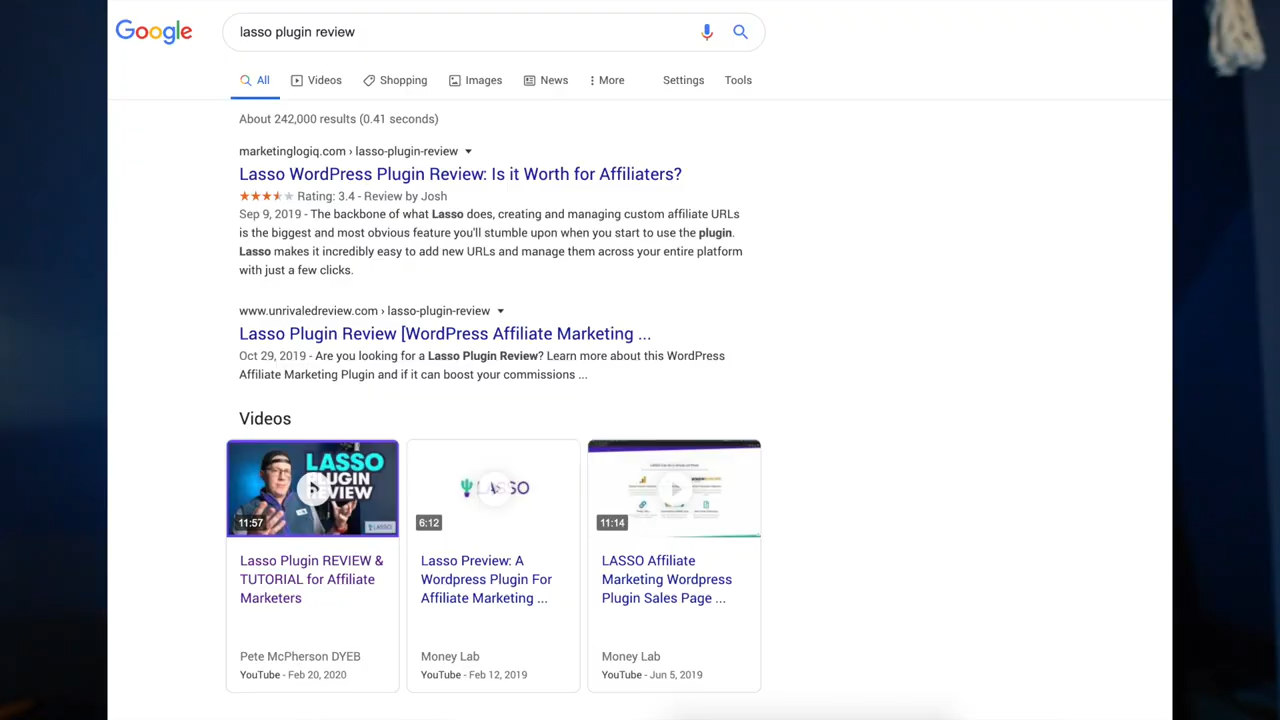 Google
lasso plugin review
All Videos Shopping Images News More Settings Tools
About 242,000 results (0.41 seconds)
marketinglogiq.com › lasso-plugin-review
Lasso WordPress Plugin Review: Is it Worth for Affiliaters?
Rating: 3.4 - Review by Josh
Sep 9, 2019 - The backbone of what Lasso does, creating and managing custom affiliate URLs
is the biggest and most obvious feature you'll stumble upon when you start to use the plugin.
Lasso makes it incredibly easy to add new URLs and manage them across your entire platform
with just a few clicks.
www.unrivaledreview.com › lasso-plugin-review
Lasso Plugin Review [WordPress Affiliate Marketing ...
Oct 29, 2019 - Are you looking for a Lasso Plugin Review? Learn more about this WordPress
Affiliate Marketing Plugin and if it can boost your commissions ...
Videos
LASSO
PLUGIN
REVIEW
11:57
LASSO
Lasso Plugin REVIEW &
TUTORIAL for Affiliate
Marketers
Pete McPherson DYEB
YouTube - Feb 20, 2020
LASSO
6:12
Lasso Preview: A
Wordpress Plugin For
Affiliate Marketing ...
Money Lab
YouTube - Feb 12, 2019
11:14
LASSO Affiliate
Marketing Wordpress
Plugin Sales Page ...
Money Lab
YouTube - Jun 5, 2019